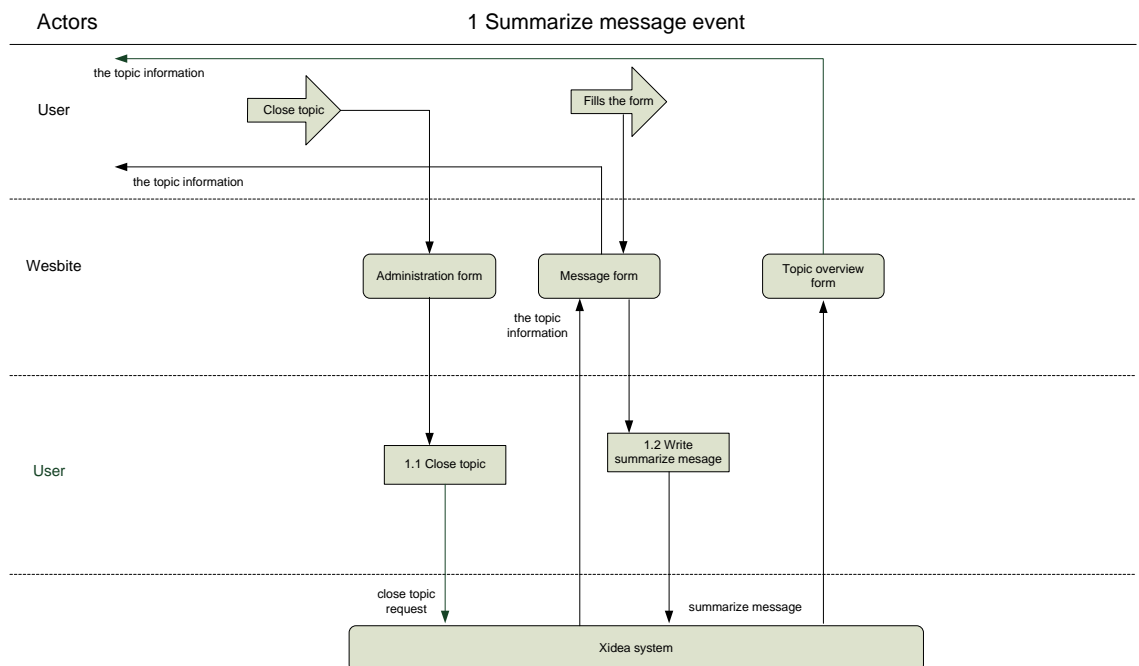 Actors
1 Summarize message event
the topic information
User
Close topic
Fills the form
the topic information
Wesbite
Administration form
Message form
Topic overview
form
the topic
information
User
1.1 Close topic
1.2 Write
summarize mesage
close topic
request
summarize message
Xidea system